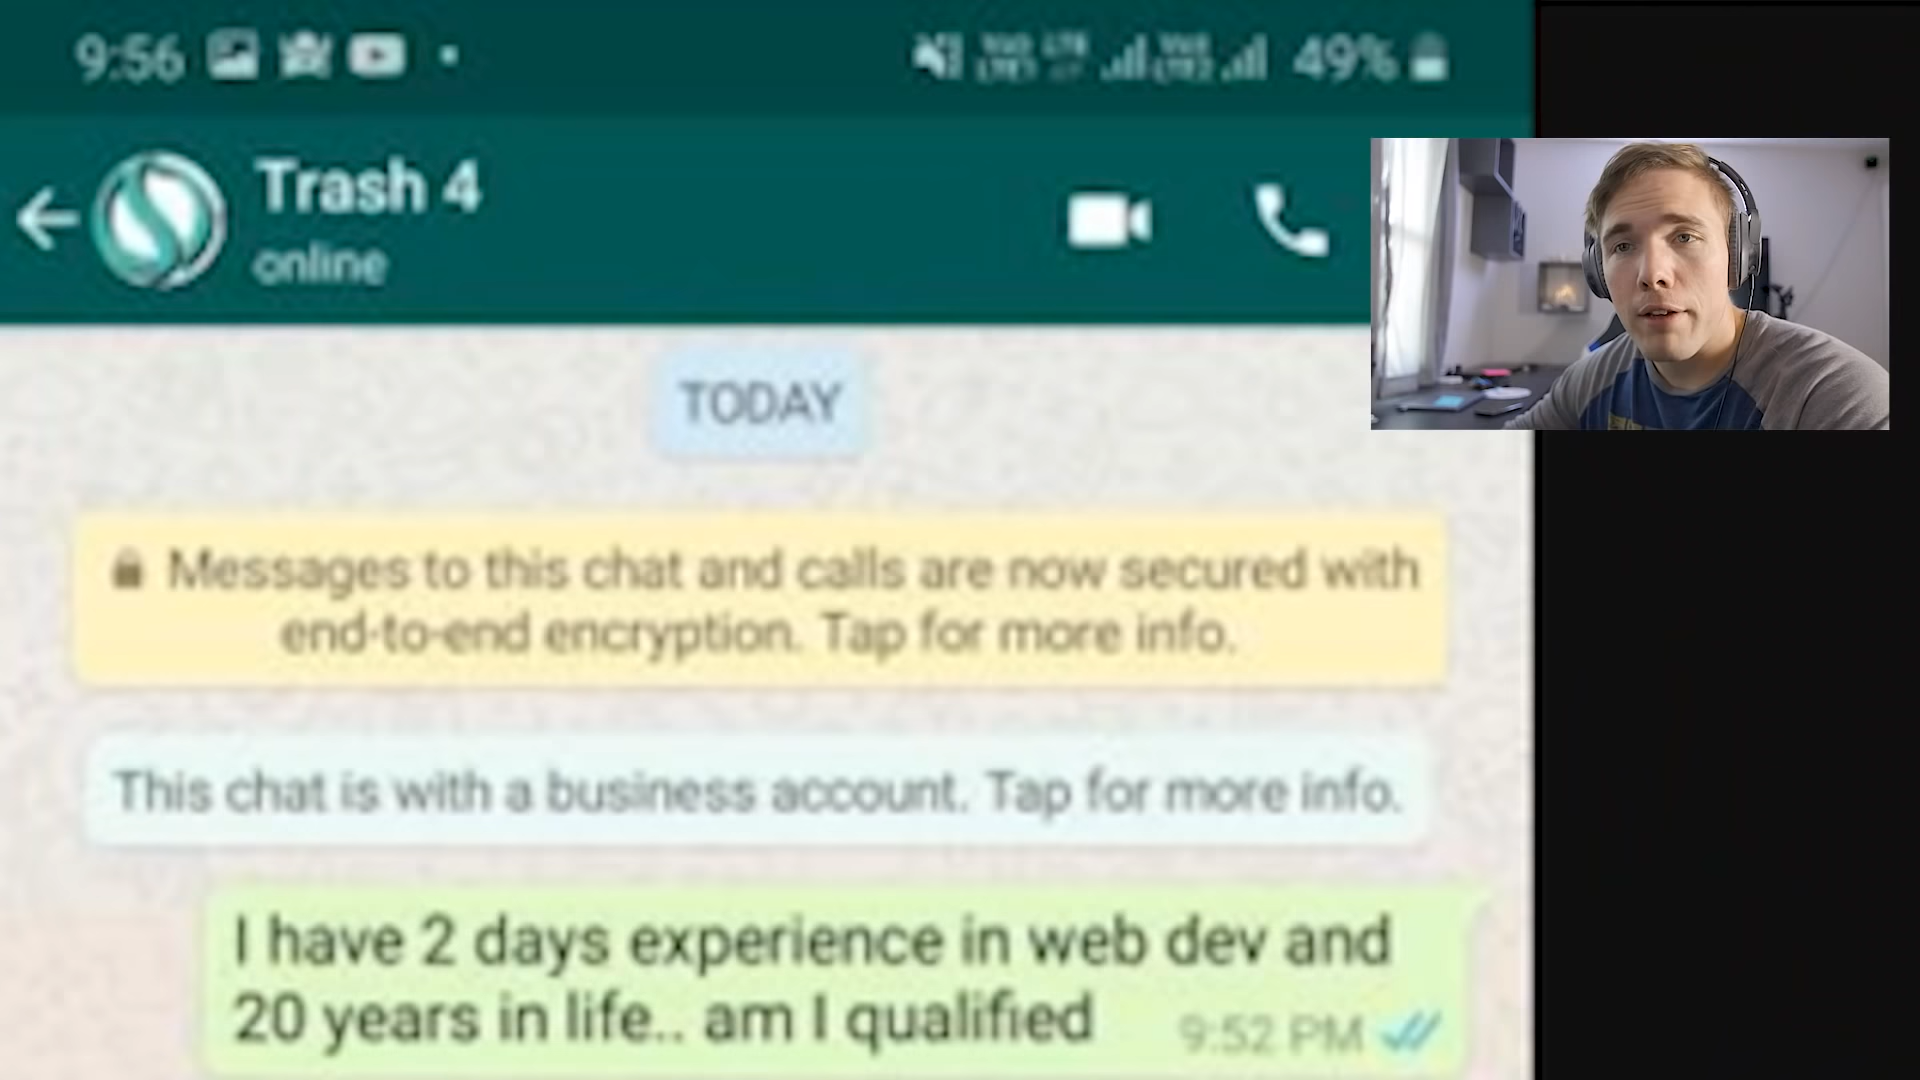 9:56
49%
Trash 4
online
TODAY
Messages to this chat and calls are now secured with
end-to-end encryption. Tap for more info.
This chat is with a business account. Tap for more info.
I have 2 days experience in web dev and
20 years in life.. am I qualified
9:52 PM